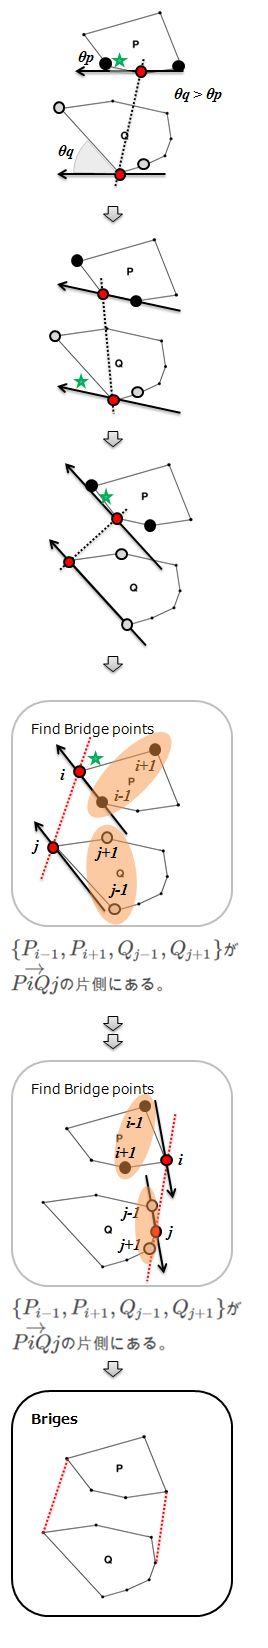 P
θp
θq > θp
Q
θq
P
Q
P
Q
Find Bridge points
i+1
i
P
i-1
j
j+1
Q
j-1
{P_{i-1}, P_{i+1}, Q_{j-1}, Q_{j+1}}が
\overrightarrow{PiQj}の片側にある。
Find Bridge points
i-1
P
i+1
i
j-1
Q
j
j+1
{P_{i-1}, P_{i+1}, Q_{j-1}, Q_{j+1}}が
\overrightarrow{PiQj}の片側にある。
Briges
P
Q